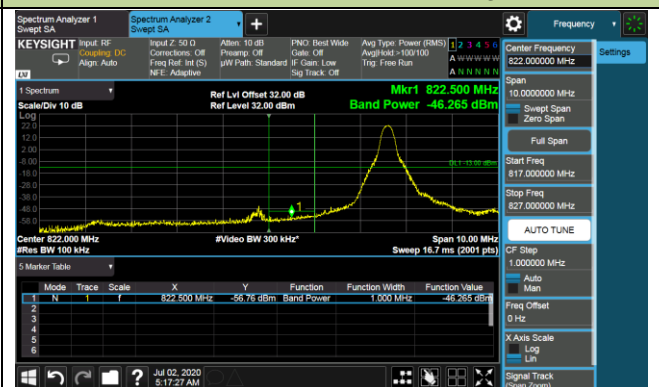 Spectrum Analyzer 1
Swept SA
Spectrum Analyzer 2
Swept SA
Frequency
KEYSIGHT
Input: RF
Coupling: DC
Align: Auto
Input Z: 50 Ω
Corrections: Off
Freq Ref: Int (S)
NFE: Adaptive
Atten: 10 dB
Preamp: Off
µW Path: Standard
PNO: Best Wide
Gate: Off
IF Gain: Low
Sig Track: Off
Avg Type: Power (RMS)
Avg|Hold:>100/100
Trig: Free Run
1 2 3 4 5 6
A W W W W W
A N N N N N
LXI
1 Spectrum
Scale/Div 10 dB
Ref Lvl Offset 32.00 dB
Ref Level 32.00 dBm
Mkr1 822.500 MHz
Band Power -46.265 dBm
Log
22.0
12.0
2.00
-8.00
-18.0
-28.0
-38.0
-48.0
-58.0
DL1 -13.00 dBm
1
Center 822.000 MHz
#Res BW 100 kHz
#Video BW 300 kHz*
Span 10.00 MHz
Sweep 16.7 ms (2001 pts)
5 Marker Table
Mode Trace Scale X Y Function Function Width Function Value
1 N 1 f 822.500 MHz -56.76 dBm Band Power 1.000 MHz -46.265 dBm
2
3
4
5
6
Jul 02, 2020
5:17:27 AM
Center Frequency
822.000000 MHz
Span
10.0000000 MHz
Swept Span
Zero Span
Full Span
Start Freq
817.000000 MHz
Stop Freq
827.000000 MHz
AUTO TUNE
CF Step
1.000000 MHz
Auto
Man
Freq Offset
0 Hz
X Axis Scale
Log
Lin
Signal Track
(Span Zoom)
Settings